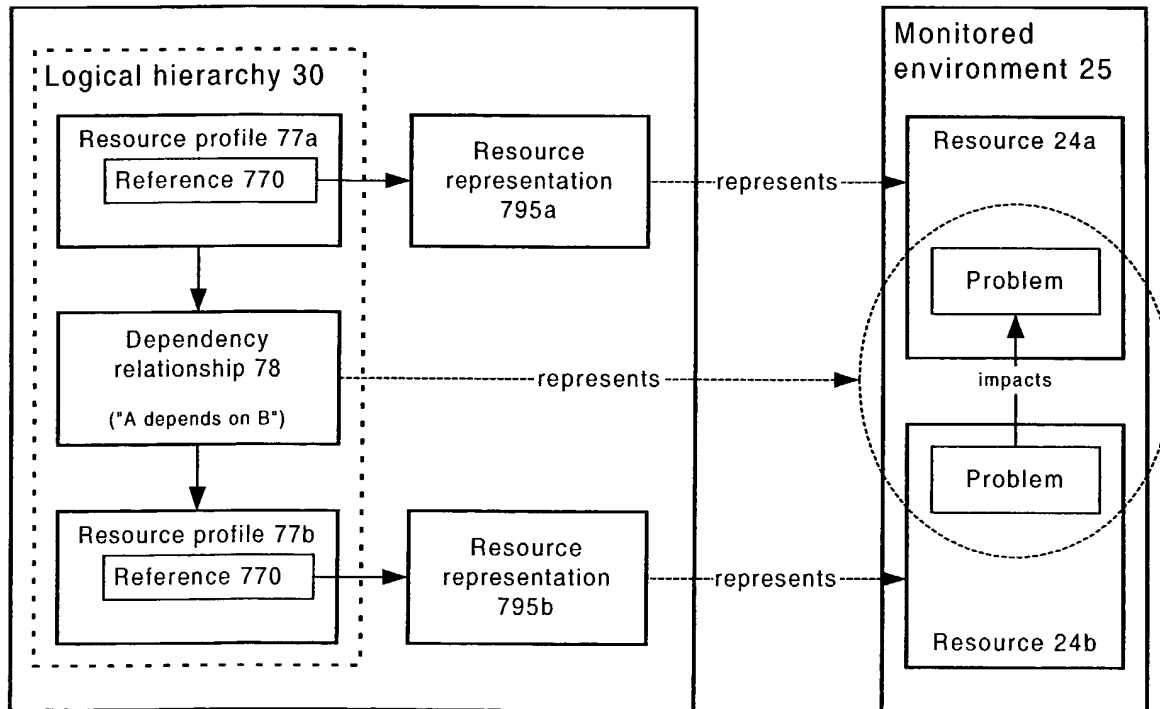 Logical hierarchy 30
Resource profile 77a
Reference 770
Resource
representation
795a
represents
Monitored
environment 25
Resource 24a
Problem
Dependency
relationship 78
("A depends on B")
represents
impacts
Problem
Resource profile 77b
Reference 770
Resource
representation
795b
represents
Resource 24b